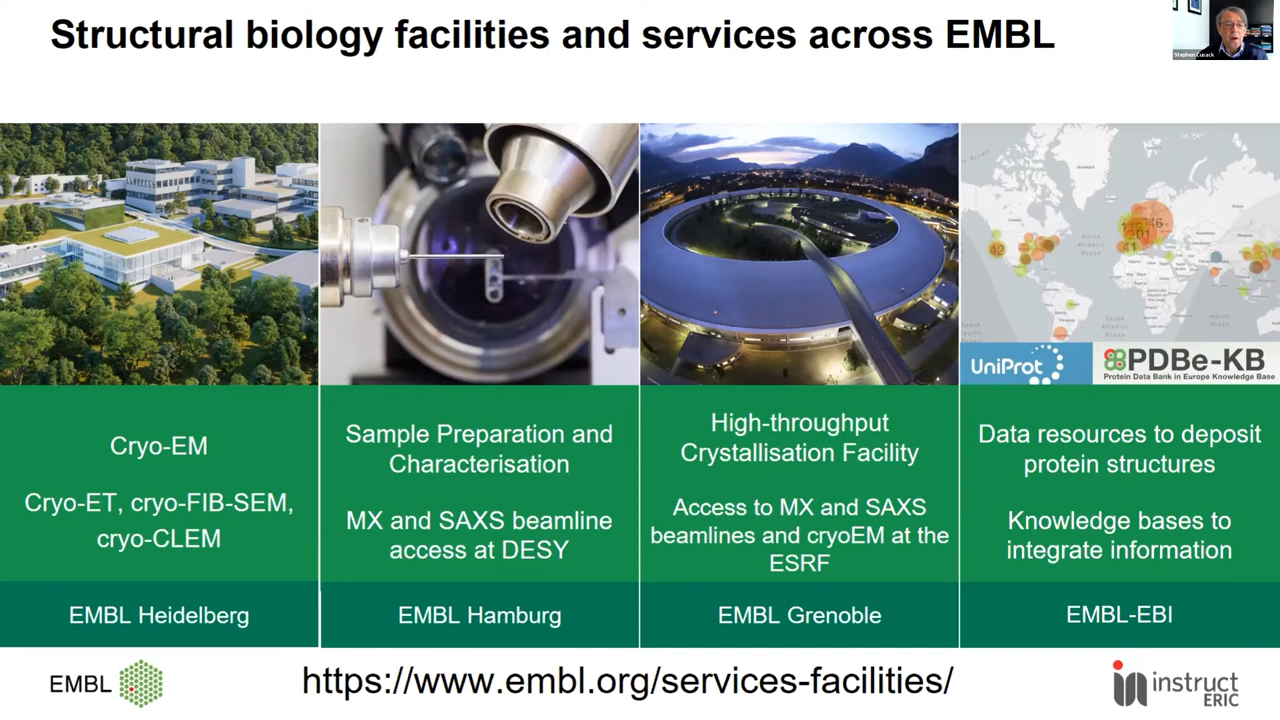 Structural biology facilities and services across EMBL
Stephen Cusack
UniProt
PDBe-KB
Protein Data Bank in Europe Knowledge Base
Cryo-EM
Cryo-ET, cryo-FIB-SEM,
cryo-CLEM
EMBL Heidelberg
Sample Preparation and
Characterisation
MX and SAXS beamline
access at DESY
EMBL Hamburg
High-throughput
Crystallisation Facility
Access to MX and SAXS
beamlines and cryoEM at the
ESRF
EMBL Grenoble
Data resources to deposit
protein structures
Knowledge bases to
integrate information
EMBL-EBI
EMBL
https://www.embl.org/services-facilities/
instruct
ERIC